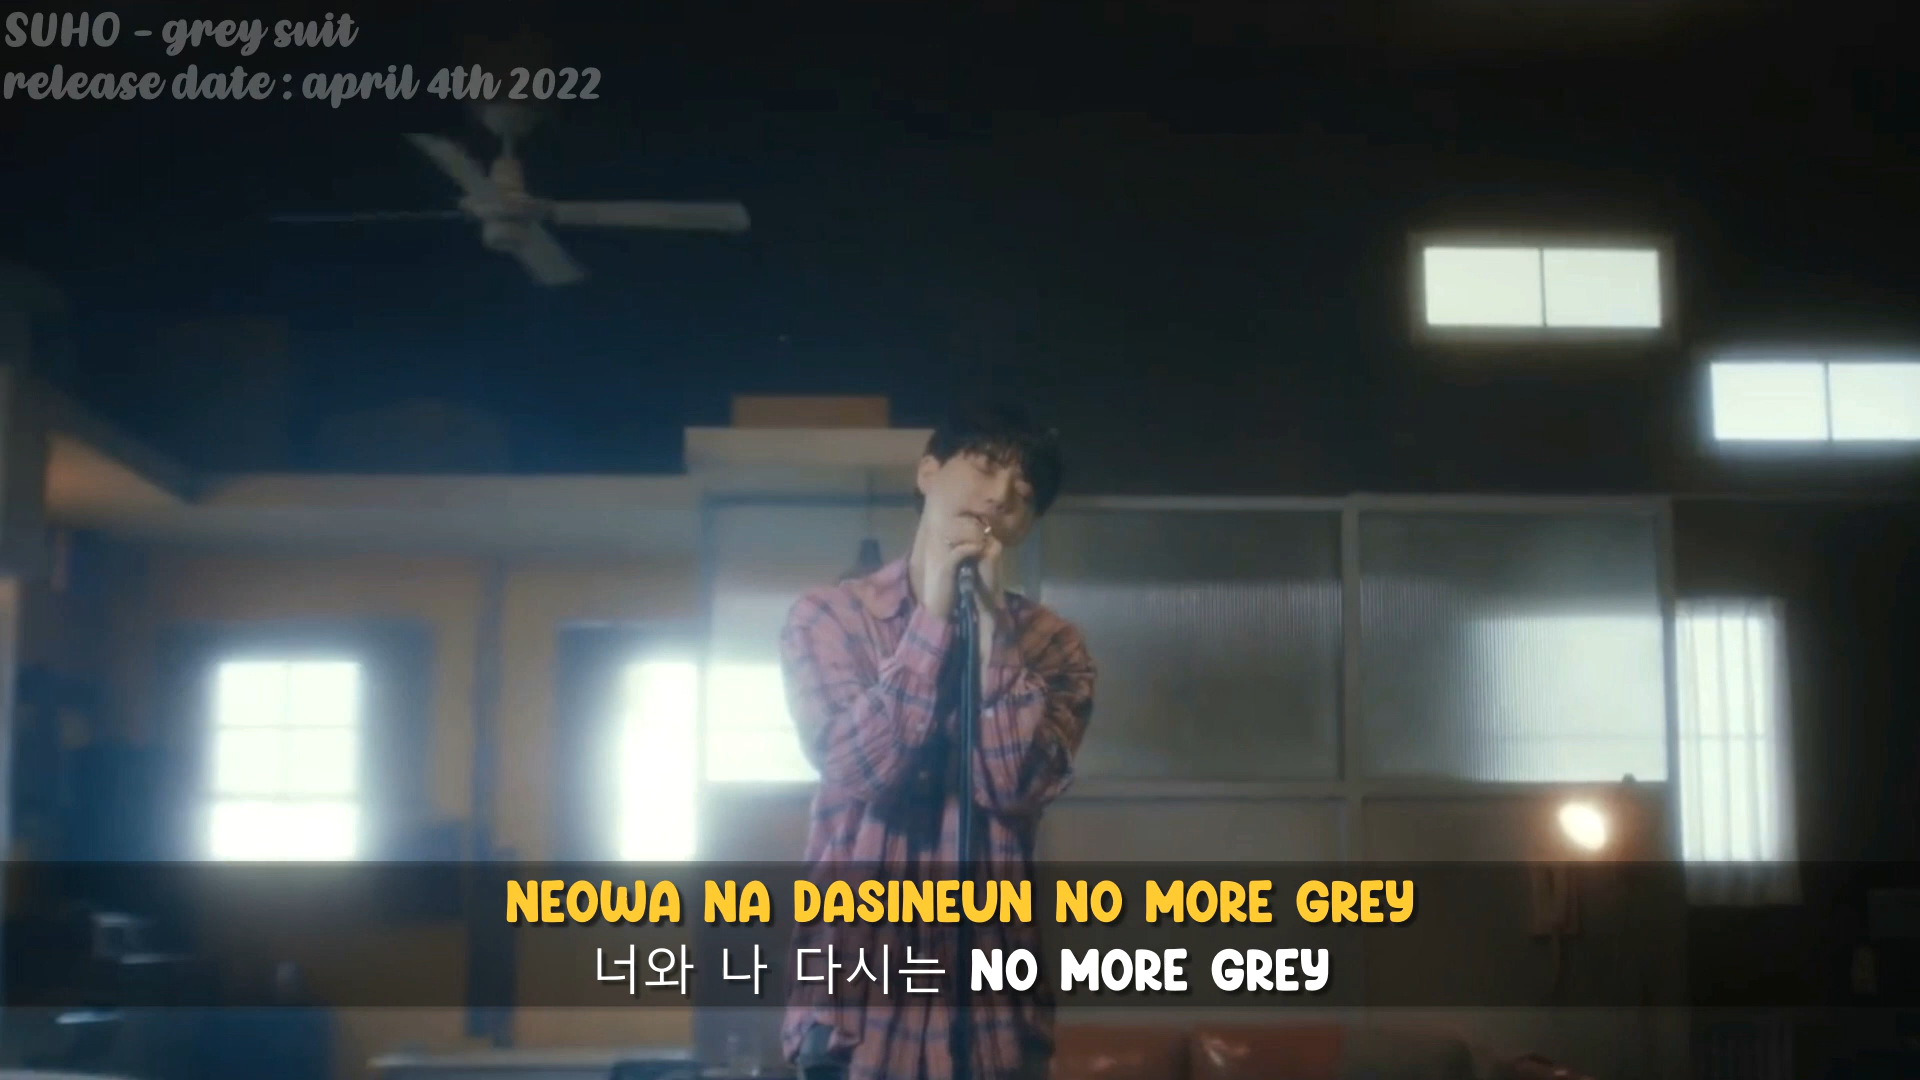 SUHO - grey suit
release date : april 4th 2022
NEOWA NA DASINEUN NO MORE GREY
너와 나 다시는 NO MORE GREY